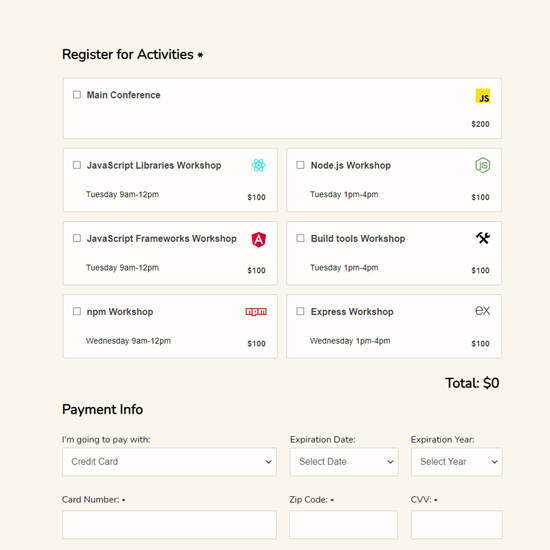 Register for Activities *
Main Conference
JS
$200
JavaScript Libraries Workshop
Tuesday 9am-12pm
$100
Node.js Workshop
JS
Tuesday 1pm-4pm
$100
JavaScript Frameworks Workshop
A
Tuesday 9am-12pm
$100
Build tools Workshop
Tuesday 1pm-4pm
$100
npm Workshop
npm
Wednesday 9am-12pm
$100
Express Workshop
ex
Wednesday 1pm-4pm
$100
Total: $0
Payment Info
I'm going to pay with:
Credit Card
Expiration Date:
Select Date
Expiration Year:
Select Year
Card Number: *
Zip Code: *
CVV: *